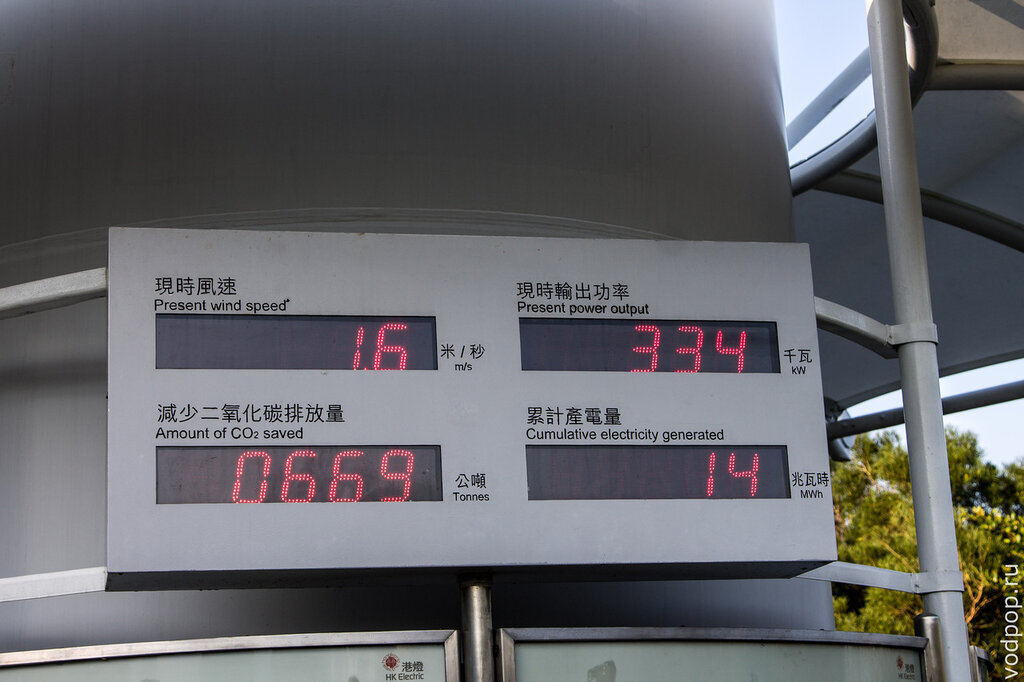 現時風速
Present wind speed+
1.6 米 / 秒
m/s
現時輸出功率
Present power output
334 千瓦
kW
減少二氧化碳排放量
Amount of CO₂ saved
0669 公噸
Tonnes
累計產電量
Cumulative electricity generated
14 兆瓦時
MWh
港燈
HK Electric
港燈
HK Electric
vodpop.ru